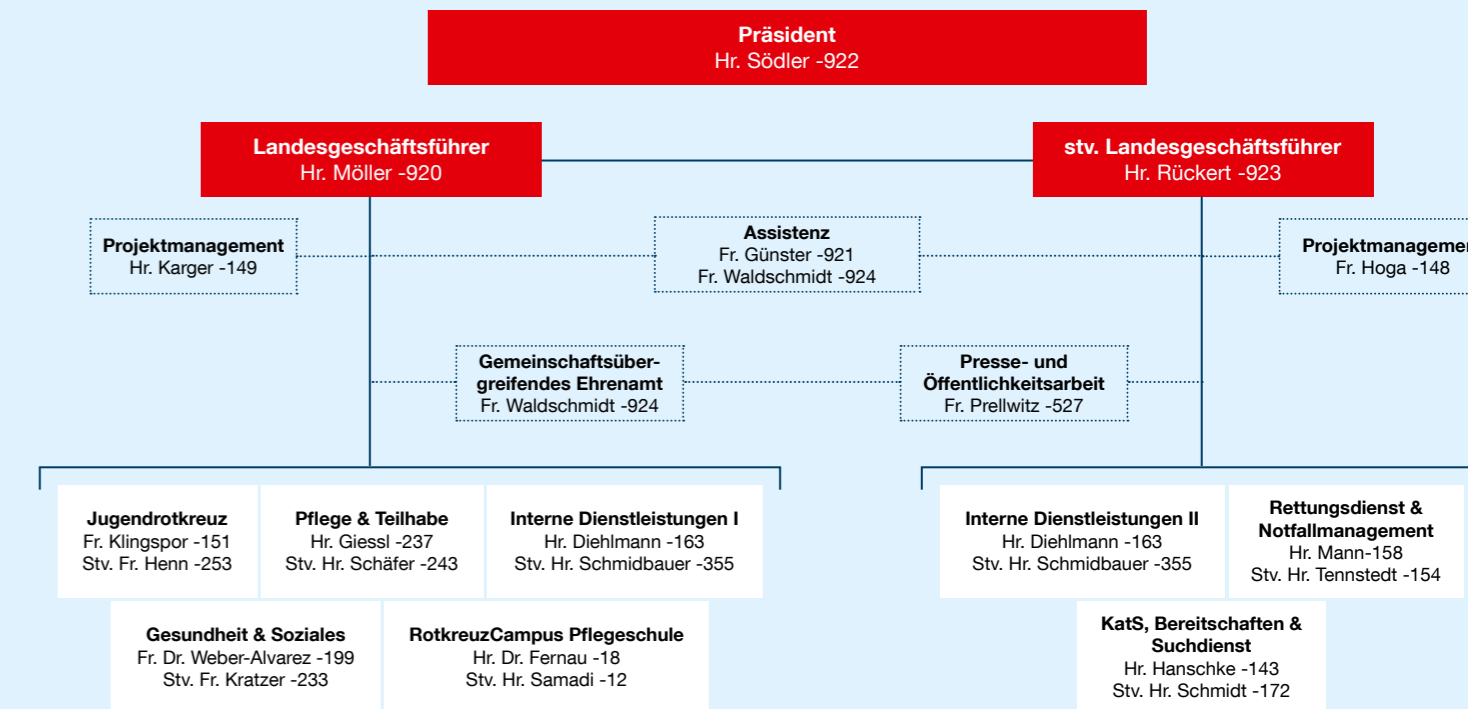 Präsident
Hr. Södler -922
Landesgeschäftsführer
Hr. Möller -920
stv. Landesgeschäftsführer
Hr. Rückert -923
Projektmanagement
Hr. Karger -149
Assistenz
Fr. Günster -921
Fr. Waldschmidt -924
Projektmanagemen
Fr. Hoga -148
Gemeinschaftsüber-
greifendes Ehrenamt
Fr. Waldschmidt -924
Presse- und
Öffentlichkeitsarbeit
Fr. Prellwitz -527
Jugendrotkreuz
Fr. Klingspor -151
Stv. Fr. Henn -253
Pflege & Teilhabe
Hr. Giessl -237
Stv. Hr. Schäfer -243
Interne Dienstleistungen I
Hr. Diehlmann -163
Stv. Hr. Schmidbauer -355
Interne Dienstleistungen II
Hr. Diehlmann -163
Stv. Hr. Schmidbauer -355
Rettungsdienst &
Notfallmanagement
Hr. Mann-158
Stv. Hr. Tennstedt -154
Gesundheit & Soziales
Fr. Dr. Weber-Alvarez -199
Stv. Fr. Kratzer -233
RotkreuzCampus Pflegeschule
Hr. Dr. Fernau -18
Stv. Hr. Samadi -12
KatS, Bereitschaften &
Suchdienst
Hr. Hanschke -143
Stv. Hr. Schmidt -172